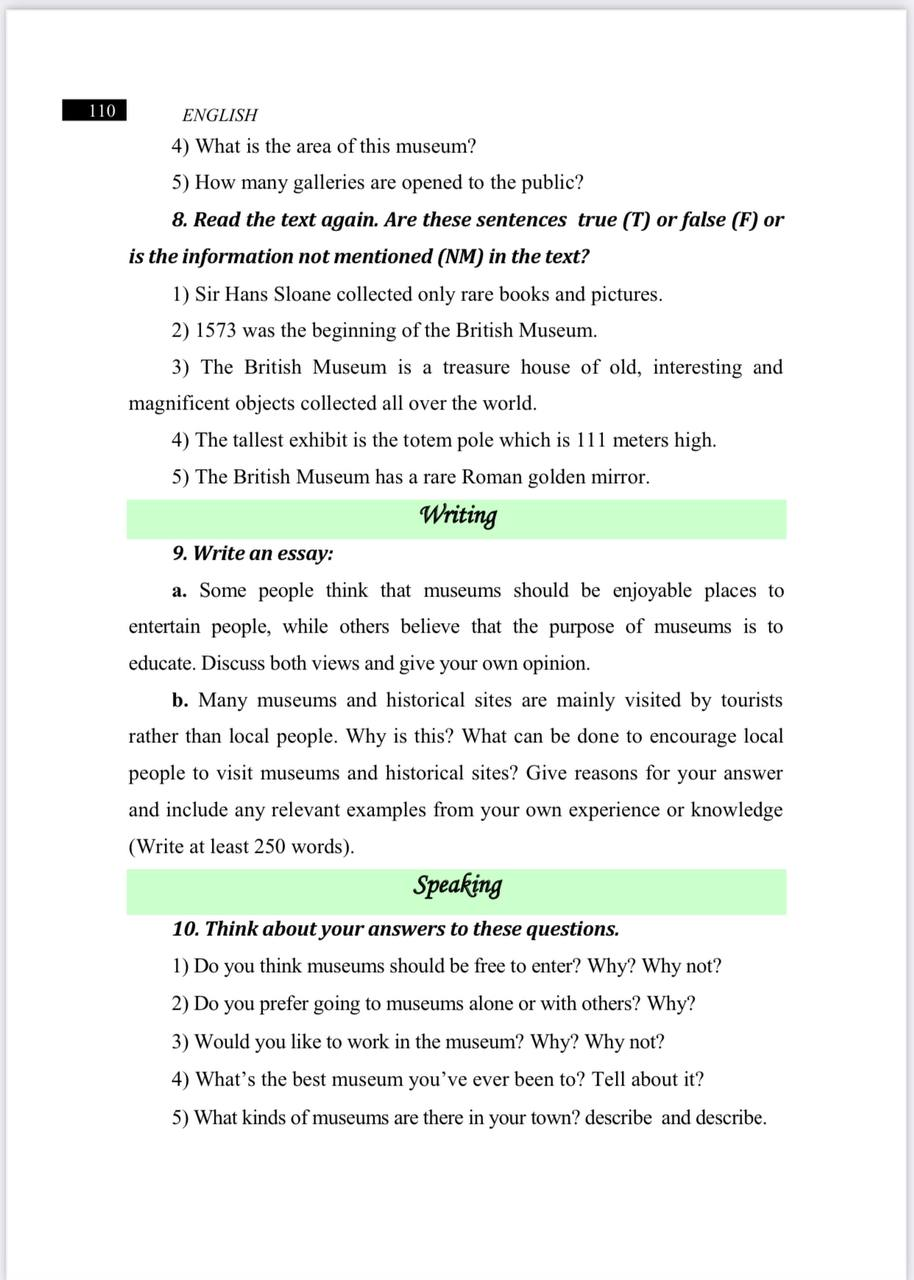 110
ENGLISH
4) What is the area of this museum?
5) How many galleries are opened to the public?
8. Read the text again. Are these sentences true (T) or false (F) or
is the information not mentioned (NM) in the text?
1) Sir Hans Sloane collected only rare books and pictures.
2) 1573 was the beginning of the British Museum.
3) The British Museum is a treasure house of old, interesting and
magnificent objects collected all over the world.
4) The tallest exhibit is the totem pole which is 111 meters high.
5) The British Museum has a rare Roman golden mirror.
Writing
9. Write an essay:
a. Some people think that museums should be enjoyable places to
entertain people, while others believe that the purpose of museums is to
educate. Discuss both views and give your own opinion.
b. Many museums and historical sites are mainly visited by tourists
rather than local people. Why is this? What can be done to encourage local
people to visit museums and historical sites? Give reasons for your answer
and include any relevant examples from your own experience or knowledge
(Write at least 250 words).
Speaking
10. Think about your answers to these questions.
1) Do you think museums should be free to enter? Why? Why not?
2) Do you prefer going to museums alone or with others? Why?
3) Would you like to work in the museum? Why? Why not?
4) What's the best museum you've ever been to? Tell about it?
5) What kinds of museums are there in your town? describe and describe.